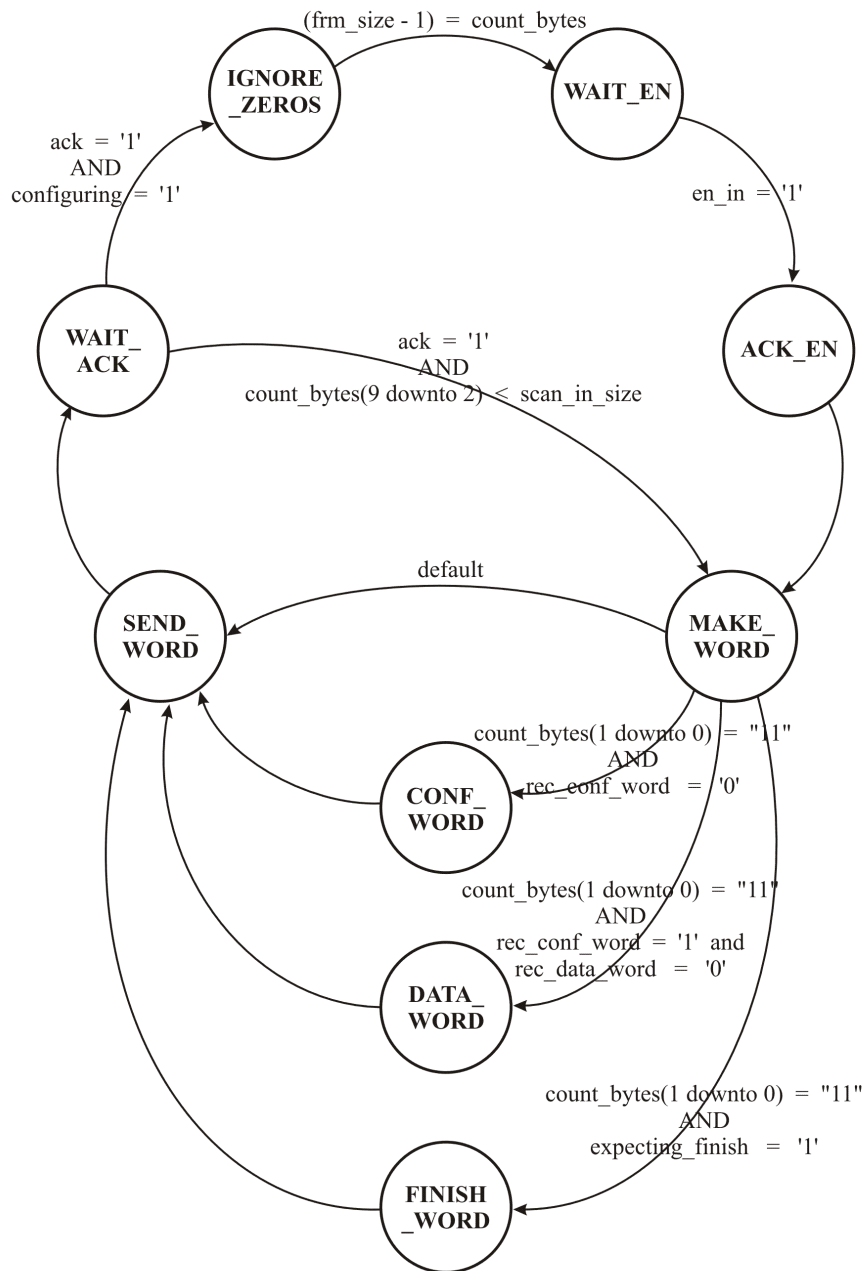 (frm_size - 1) = count_bytes
IGNORE
_ZEROS
WAIT_EN
ack = '1'
AND
configuring = '1'
en_in = '1'
WAIT_
ACK
ack = '1'
AND
count_bytes(9 downto 2) < scan_in_size
ACK_EN
default
SEND_
WORD
MAKE_
WORD
count_bytes(1 downto 0) = "11"
AND
rec_conf_word = '0'
CONF_
WORD
count_bytes(1 downto 0) = "11"
AND
rec_conf_word = '1' and
rec_data_word = '0'
DATA_
WORD
count_bytes(1 downto 0) = "11"
AND
expecting_finish = '1'
FINISH
_WORD